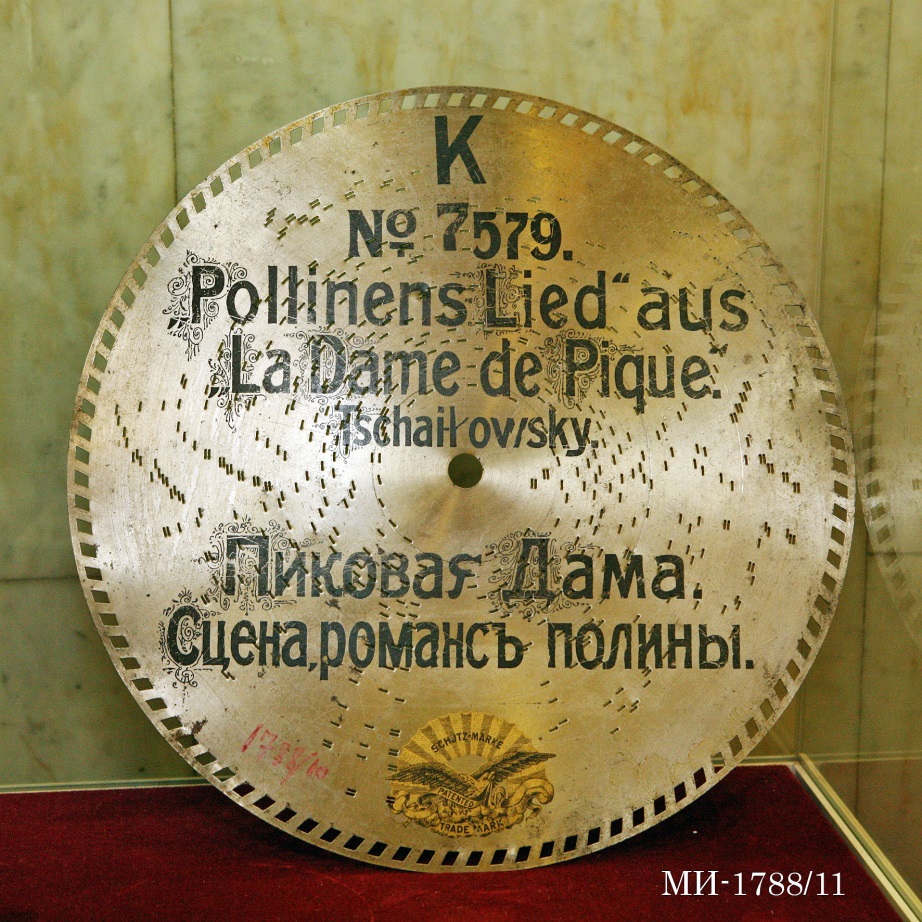 K
№ 7579.
"Pollinens Lied" aus
„La Dame de Pique".
Tschaikovsky.
Пиковая Дама.
Сцена, романсъ полины.
SCHUTZ-MARKE
PATENTED
TRADE MARK
МИ-1788/11